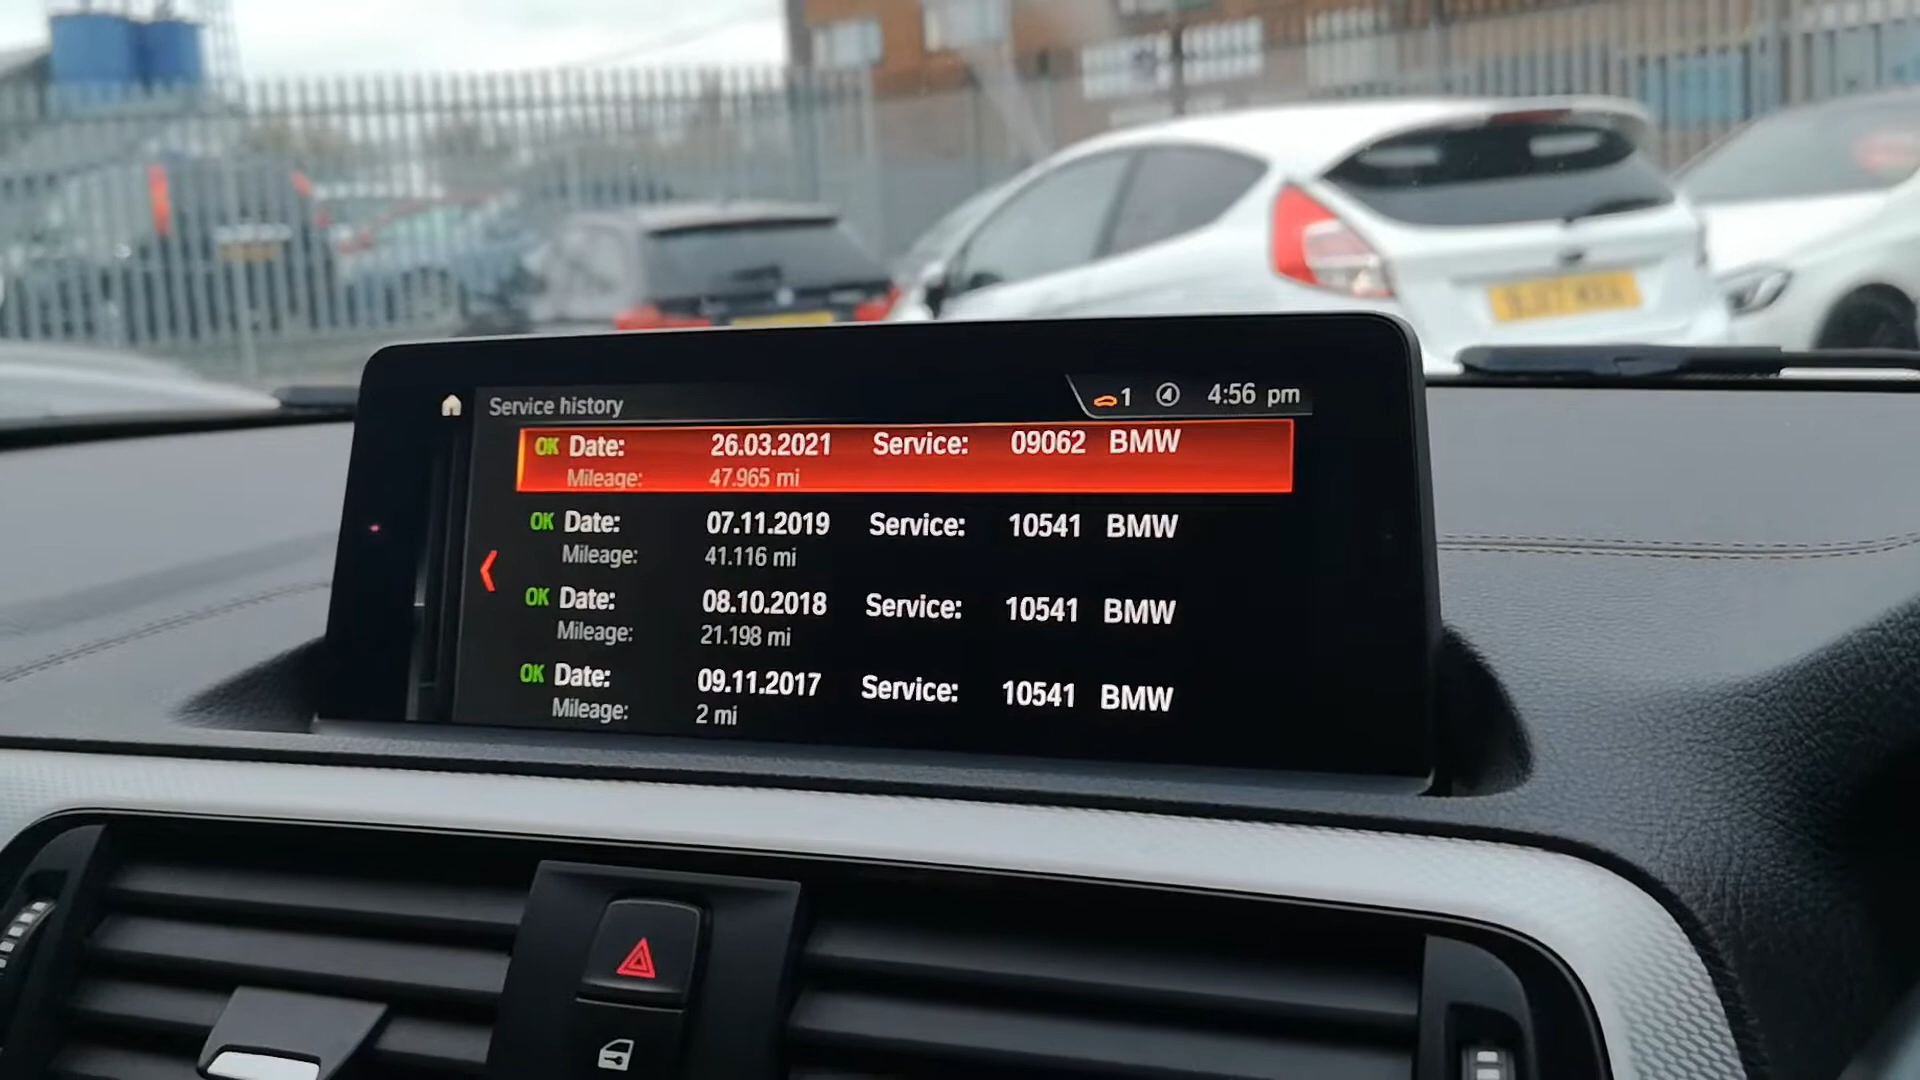 Service history 1 4:56 pm
OK Date: 26.03.2021 Service: 09062 BMW
Mileage: 47.965 mi
OK Date: 07.11.2019 Service: 10541 BMW
Mileage: 41.116 mi
OK Date: 08.10.2018 Service: 10541 BMW
Mileage: 21.198 mi
OK Date: 09.11.2017 Service: 10541 BMW
Mileage: 2 mi